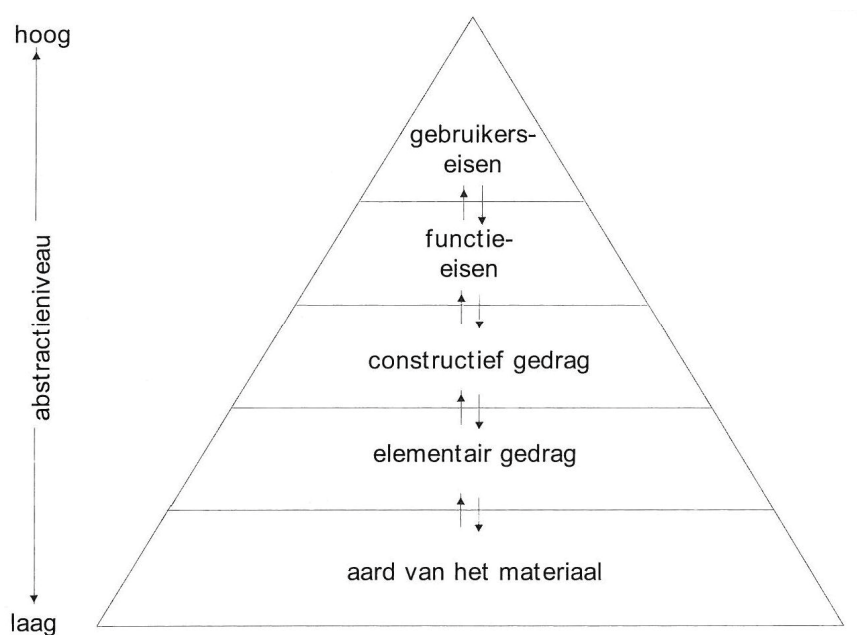 hoog
abstractieniveau
laag
gebruikers-
eisen
functie-
eisen
constructief gedrag
elementair gedrag
aard van het materiaal